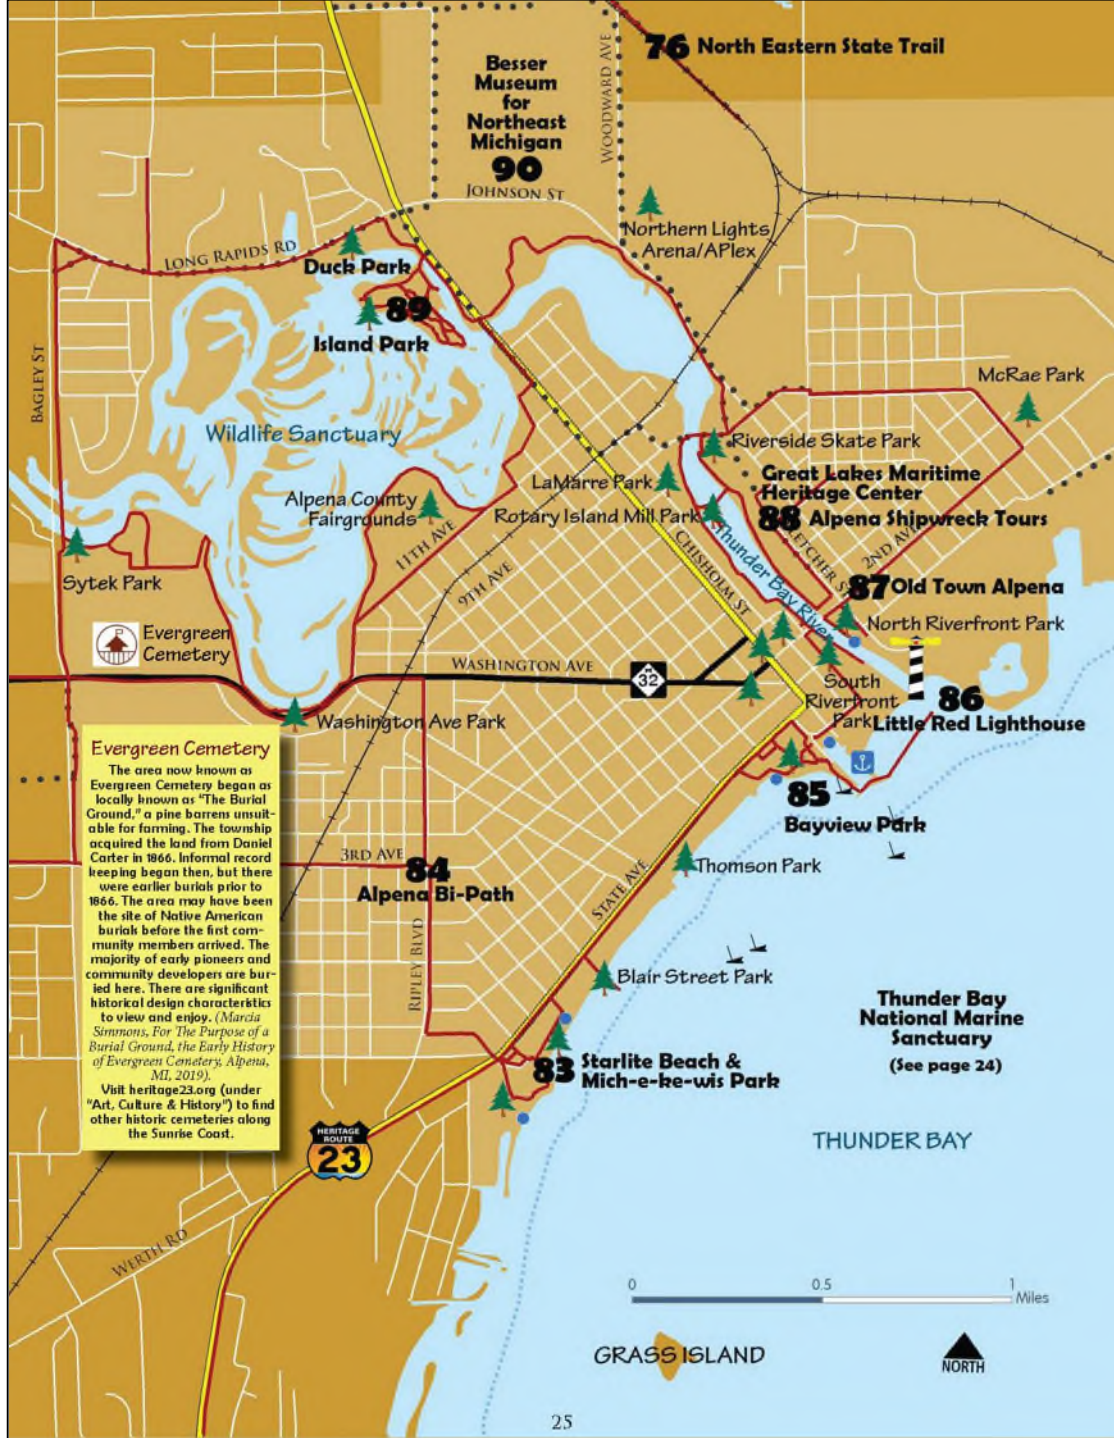 76 North Eastern State Trail
Besser
Museum
for
Northeast
Michigan
90
WOODWARD AVE
JOHNSON ST
Northern Lights
Arena/APlex
LONG RAPIDS RD
Duck Park
89
Island Park
BAGLEY ST
McRae Park
Wildlife Sanctuary
Riverside Skate Park
LaMarre Park
Great Lakes Maritime
Heritage Center
88 Alpena Shipwreck Tours
Alpena County
Fairgrounds
Rotary Island Mill Park
11TH AVE
9TH AVE
CHISHOLM ST
Thunder Bay River
FLETCHER ST
2ND AVE
Sytek Park
87 Old Town Alpena
North Riverfront Park
Evergreen
Cemetery
WASHINGTON AVE
M
32
South
Riverfront
Park
86
Little Red Lighthouse
Washington Ave Park
85
Bayview Park
Evergreen Cemetery
The area now known as
Evergreen Cemetery began as
locally known as "The Burial
Ground," a pine barrens unsuit-
able for farming. The township
acquired the land from Daniel
Carter in 1866. Informal record
keeping began then, but there
were earlier burials prior to
1866. The area may have been
the site of Native American
burials before the first com-
munity members arrived. The
majority of early pioneers and
community developers are bur-
ied here. There are significant
historical design characteristics
to view and enjoy. (Marcia
Simmons, For The Purpose of a
Burial Ground, the Early History
of Evergreen Cemetery, Alpena,
MI, 2019).
Visit heritage23.org (under
"Art, Culture & History") to find
other historic cemeteries along
the Sunrise Coast.
3RD AVE
84
Alpena Bi-Path
RIPLEY BLVD
STATE AVE
Thomson Park
Blair Street Park
Thunder Bay
National Marine
Sanctuary
(See page 24)
83 Starlite Beach &
Mich-e-ke-wis Park
HERITAGE
ROUTE
23
THUNDER BAY
WERTH RD
0 0.5 1
Miles
GRASS ISLAND
NORTH
25